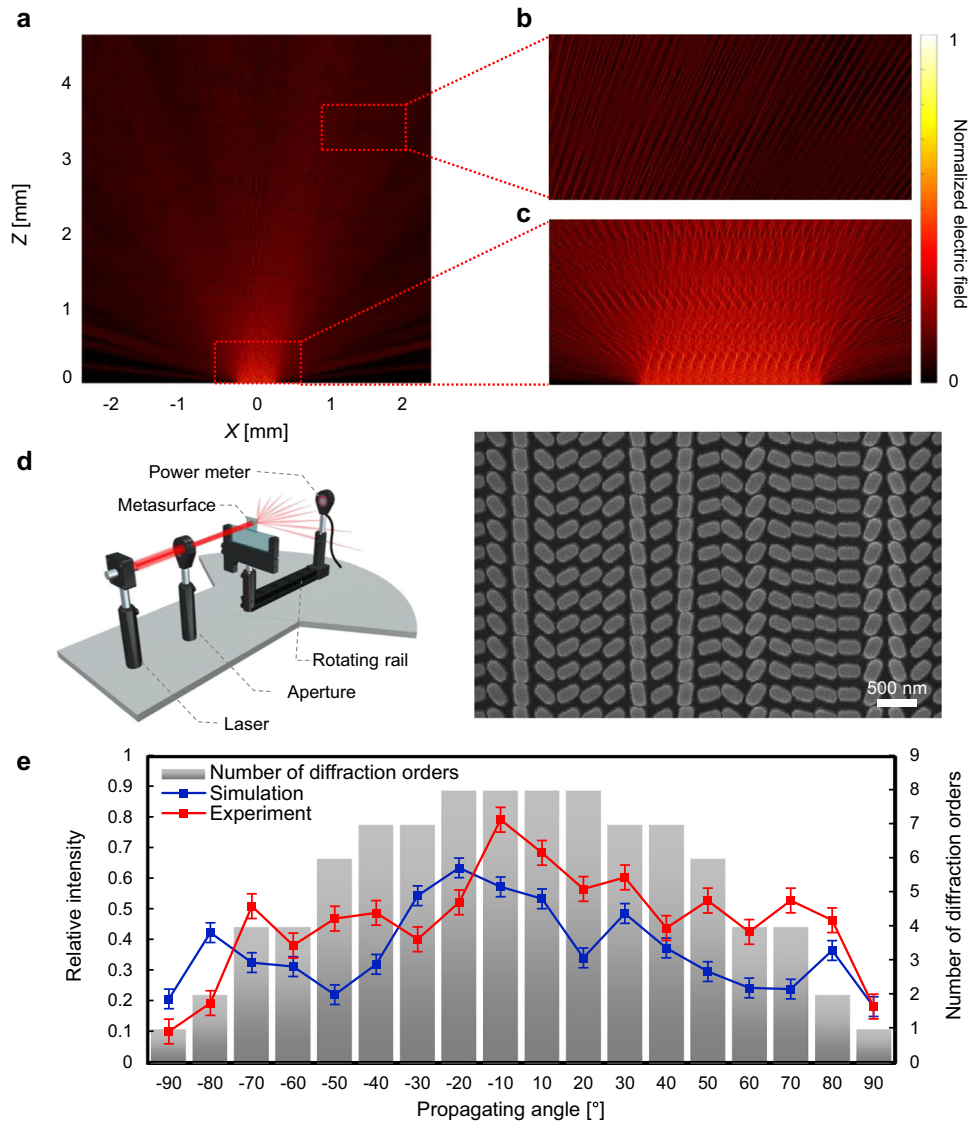 a
b
4
3
2
1
0
Z [mm]
-2 -1 0 1 2
X [mm]
c
1
Normalized electric field
0
d
Power meter
Metasurface
Rotating rail
Aperture
Laser
500 nm
e
Number of diffraction orders
Simulation
Experiment
1
0.9
0.8
0.7
0.6
0.5
0.4
0.3
0.2
0.1
0
Relative intensity
9
8
7
6
5
4
3
2
1
0
Number of diffraction orders
-90 -80 -70 -60 -50 -40 -30 -20 -10 10 20 30 40 50 60 70 80 90
Propagating angle [°]